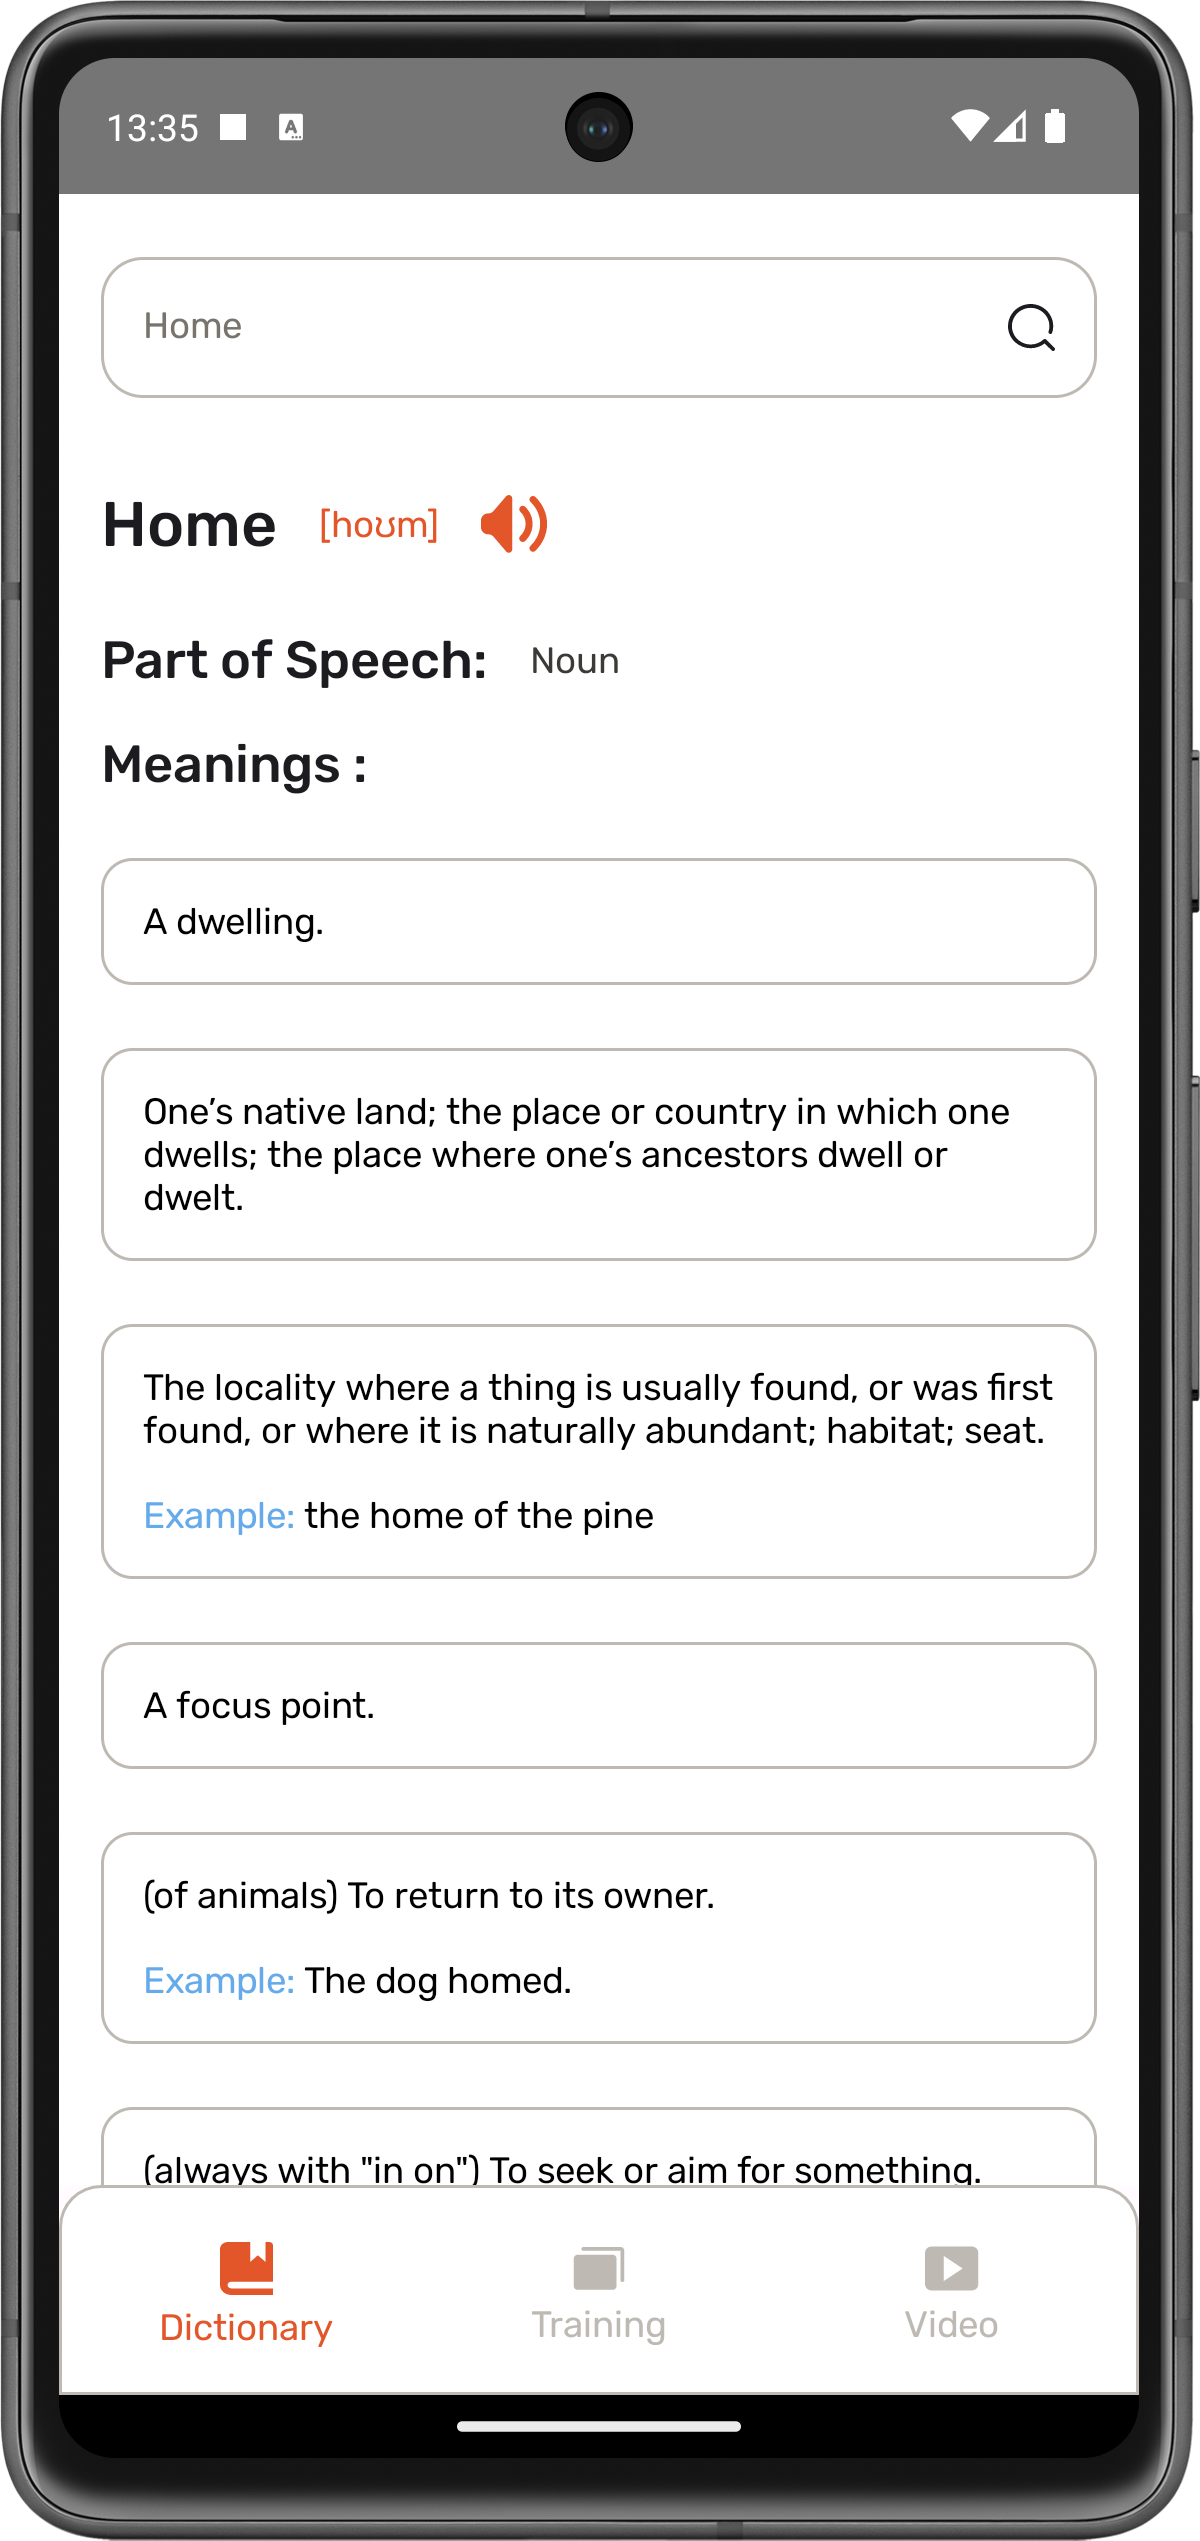 13:35
Home
Home [hoʊm]
Part of Speech: Noun
Meanings :
A dwelling.
One’s native land; the place or country in which one
dwells; the place where one’s ancestors dwell or
dwelt.
The locality where a thing is usually found, or was first
found, or where it is naturally abundant; habitat; seat.
Example: the home of the pine
A focus point.
(of animals) To return to its owner.
Example: The dog homed.
(always with "in on") To seek or aim for something.
Dictionary Training Video